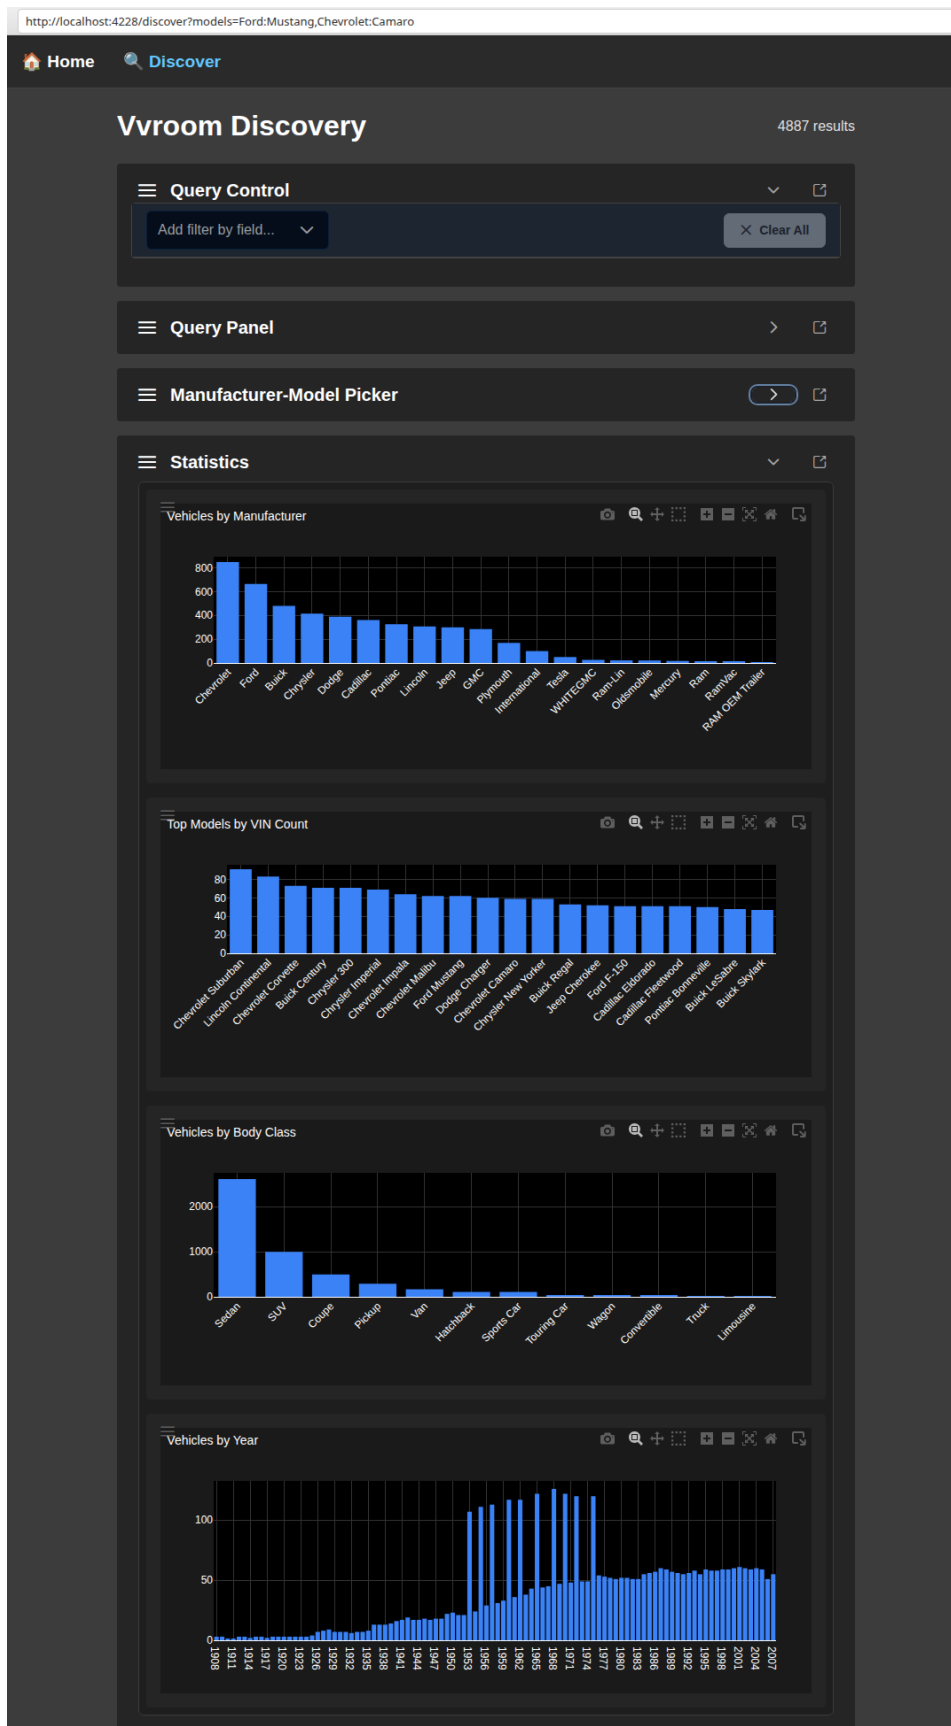 http://localhost:4228/discover?models=Ford:Mustang,Chevrolet:Camaro
Home Discover
Vvroom Discovery
4887 results
Query Control
Add filter by field...
Clear All
Query Panel
Manufacturer-Model Picker
Statistics
Vehicles by Manufacturer
800
600
400
200
0
Chevrolet Ford Buick Chrysler Dodge Cadillac Pontiac Lincoln Jeep GMC Plymouth International Tesla WHITEGMC Ram-Lin Oldsmobile Mercury Ram RamVac RAM OEM Trailer
Top Models by VIN Count
80
60
40
20
0
Chevrolet Suburban Lincoln Continental Chevrolet Corvette Buick Century Chrysler 300 Chrysler Imperial Chevrolet Impala Chevrolet Malibu Ford Mustang Dodge Charger Chevrolet Camaro Chrysler New Yorker Buick Regal Jeep Cherokee Ford F-150 Cadillac Eldorado Cadillac Fleetwood Pontiac Bonneville Buick LeSabre Buick Skylark
Vehicles by Body Class
2000
1000
0
Sedan SUV Coupe Pickup Van Hatchback Sports Car Touring Car Wagon Convertible Truck Limousine
Vehicles by Year
100
50
0
1908 1911 1914 1917 1920 1923 1926 1929 1932 1935 1938 1941 1944 1947 1950 1953 1956 1959 1962 1965 1968 1971 1974 1977 1980 1983 1986 1989 1992 1995 1998 2001 2004 2007